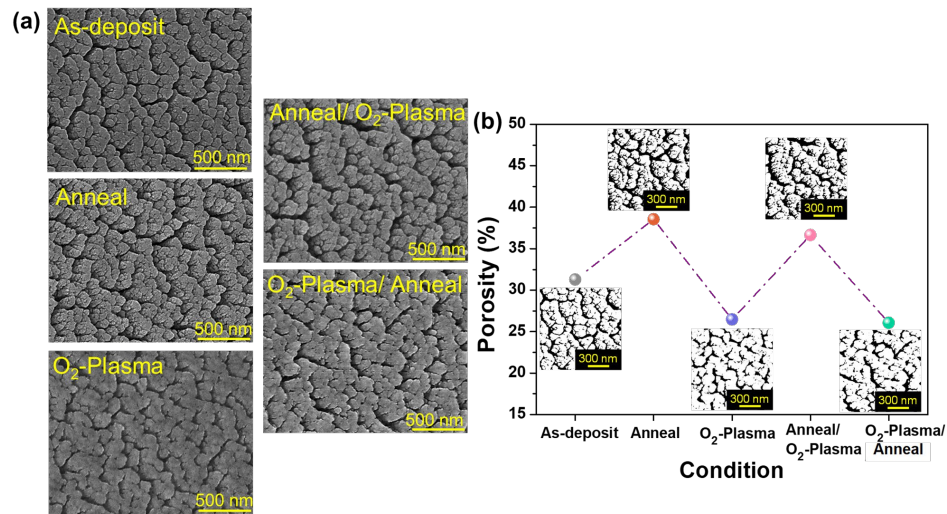 (a)
As-deposit
500 nm
Anneal
500 nm
O₂-Plasma
500 nm
Anneal/ O₂-Plasma
500 nm
O₂-Plasma/ Anneal
500 nm
(b)
50
45
40
35
30
25
20
15
Porosity (%)
300 nm
300 nm
300 nm
300 nm
300 nm
As-deposit
Anneal
O₂-Plasma
Anneal/
O₂-Plasma
O₂-Plasma/
Anneal
Condition